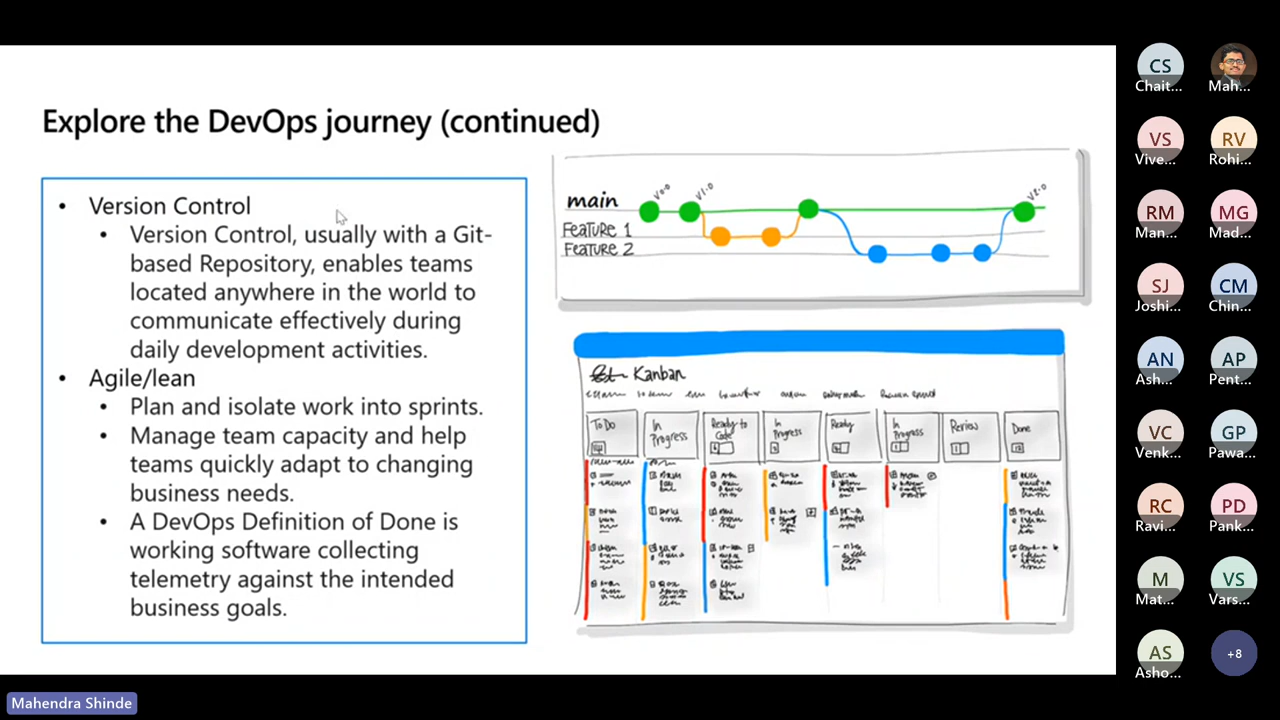 Explore the DevOps journey (continued)
• Version Control
• Version Control, usually with a Git-
based Repository, enables teams
located anywhere in the world to
communicate effectively during
daily development activities.
• Agile/lean
• Plan and isolate work into sprints.
• Manage team capacity and help
teams quickly adapt to changing
business needs.
• A DevOps Definition of Done is
working software collecting
telemetry against the intended
business goals.
V0.0
V1.0
V2.0
main
Feature 1
Feature 2
Kanban
To Do
In
Progress
Ready to
Code
In
Progress
Ready
In
Progress
Review
Done
CS
Chait...
Mah...
VS
Vive...
RV
Rohi...
RM
Man...
MG
Mad...
SJ
Joshi...
CM
Chin...
AN
Ash...
AP
Pent...
VC
Venk...
GP
Pawa...
RC
Ravi...
PD
Pank...
M
Mat...
VS
Vars...
AS
Asho...
+8
Mahendra Shinde